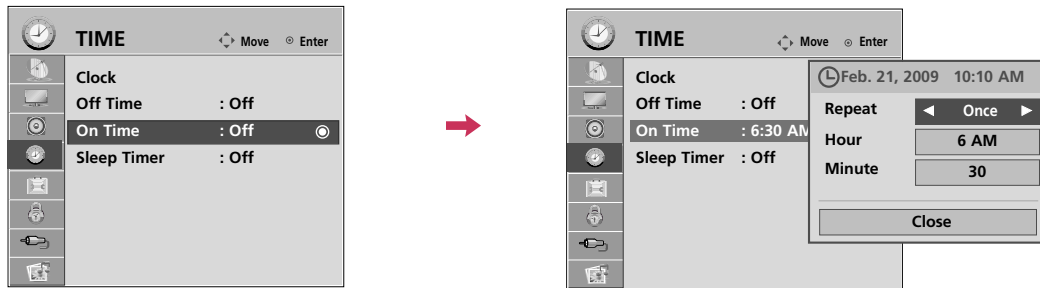 TIME Move Enter
Clock
Off Time : Off
On Time : Off
Sleep Timer : Off
TIME Move Enter
Clock
Off Time : Off
On Time : 6:30 AM
Sleep Timer : Off
Feb. 21, 2009 10:10 AM
Repeat Once
Hour 6 AM
Minute 30
Close